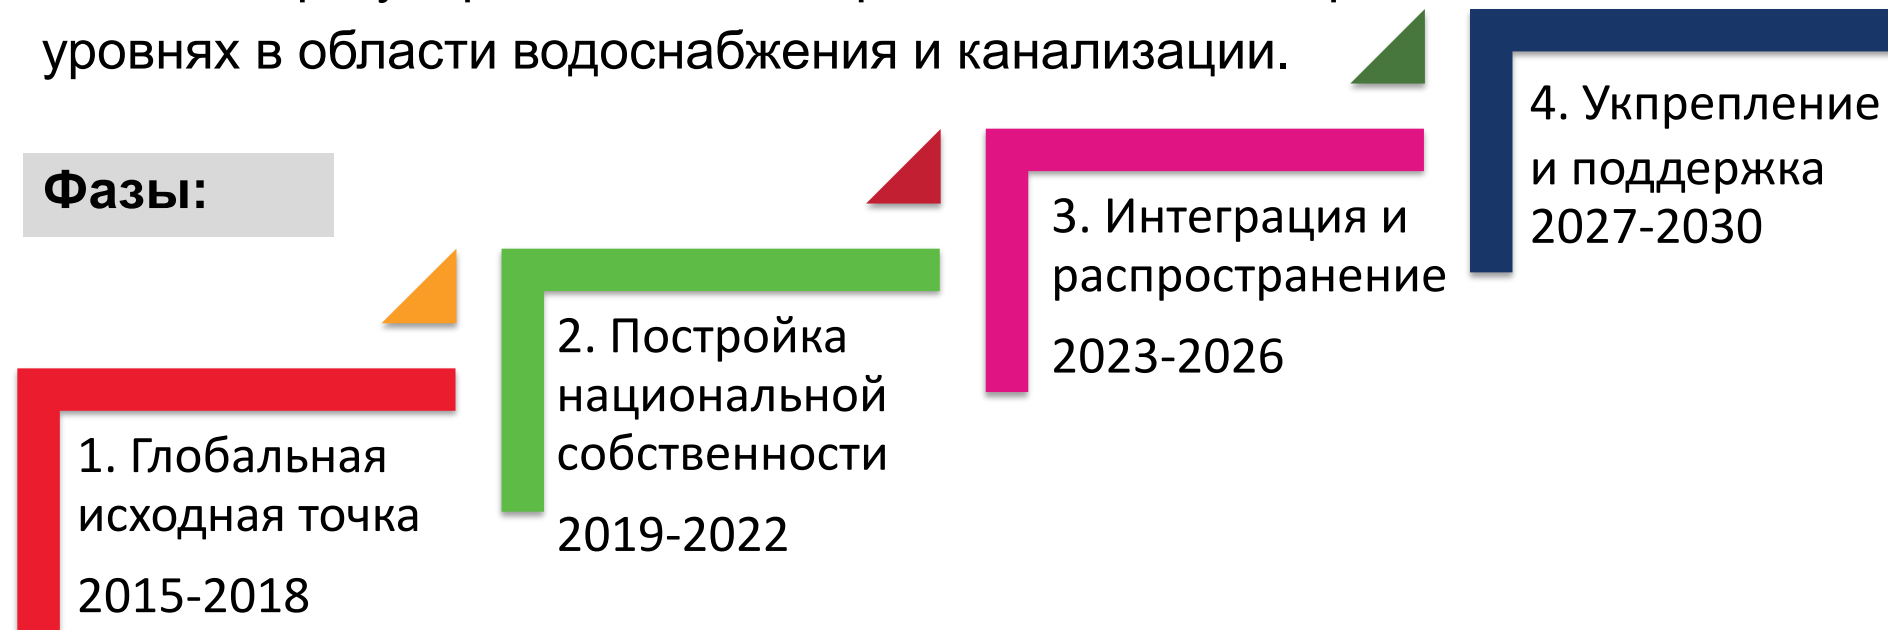 уровнях в области водоснабжения и канализации.
Фазы:
1. Глобальная
исходная точка
2015-2018
2. Постройка
национальной
собственности
2019-2022
3. Интеграция и
распространение
2023-2026
4. Укпрепление
и поддержка
2027-2030